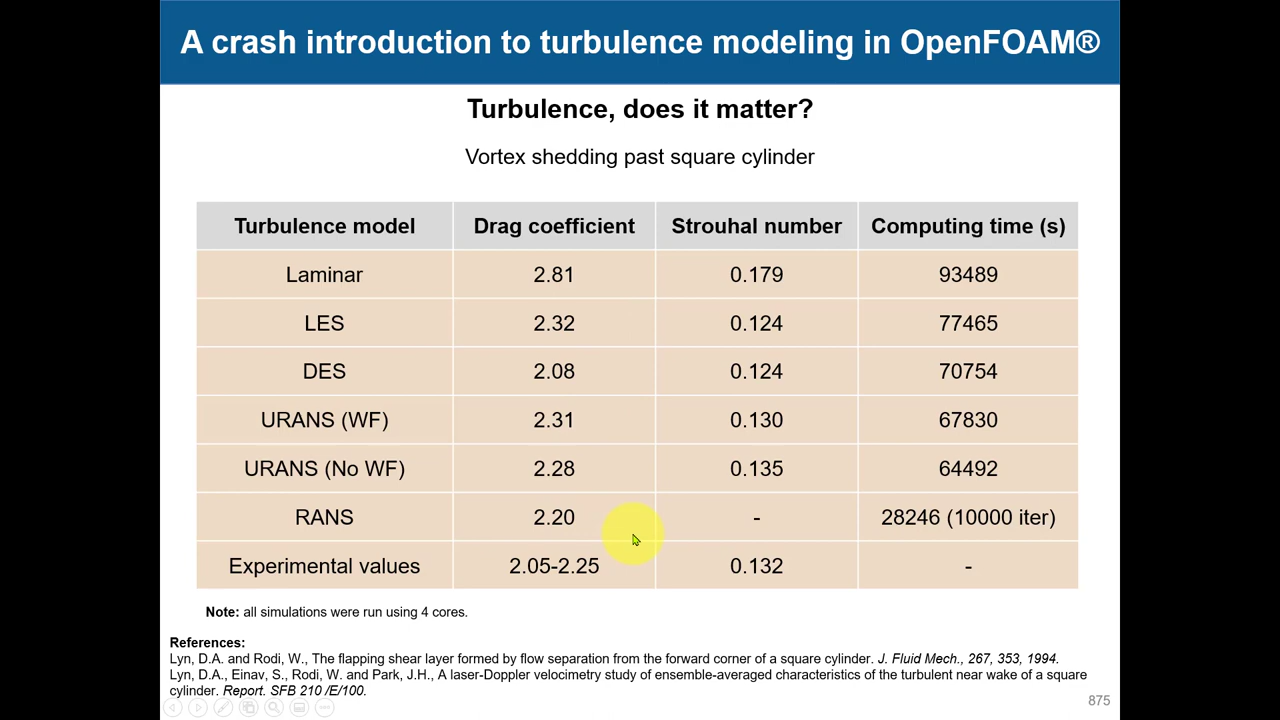 A crash introduction to turbulence modeling in OpenFOAM®
Turbulence, does it matter?
Vortex shedding past square cylinder
Turbulence model Drag coefficient Strouhal number Computing time (s)
Laminar 2.81 0.179 93489
LES 2.32 0.124 77465
DES 2.08 0.124 70754
URANS (WF) 2.31 0.130 67830
URANS (No WF) 2.28 0.135 64492
RANS 2.20 - 28246 (10000 iter)
Experimental values 2.05-2.25 0.132 -
Note: all simulations were run using 4 cores.
References:
Lyn, D.A. and Rodi, W., The flapping shear layer formed by flow separation from the forward corner of a square cylinder. J. Fluid Mech., 267, 353, 1994.
Lyn, D.A., Einav, S., Rodi, W. and Park, J.H., A laser-Doppler velocimetry study of ensemble-averaged characteristics of the turbulent near wake of a square
cylinder. Report. SFB 210 /E/100.
875